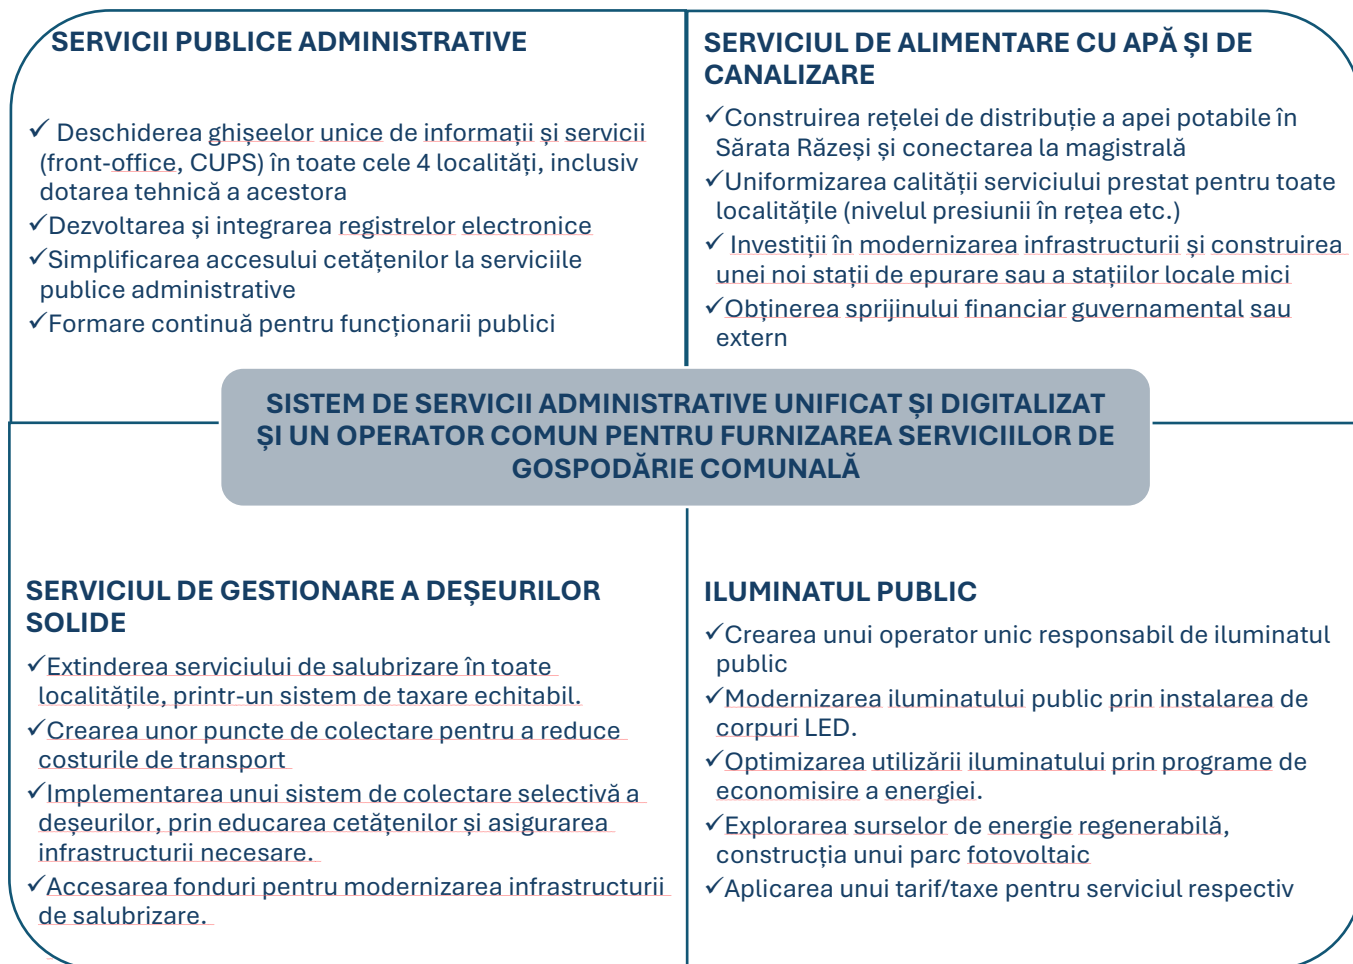 SERVICII PUBLICE ADMINISTRATIVE
✓ Deschiderea ghișeelor unice de informații și servicii
(front-office, CUPS) în toate cele 4 localități, inclusiv
dotarea tehnică a acestora
✓Dezvoltarea și integrarea registrelor electronice
✓Simplificarea accesului cetățenilor la serviciile
publice administrative
✓Formare continuă pentru funcționarii publici
SERVICIUL DE ALIMENTARE CU APĂ ȘI DE
CANALIZARE
✓Construirea rețelei de distribuție a apei potabile în
Sărata Răzeși și conectarea la magistrală
✓Uniformizarea calității serviciului prestat pentru toate
localitățile (nivelul presiunii în rețea etc.)
✓ Investiții în modernizarea infrastructurii și construirea
unei noi stații de epurare sau a stațiilor locale mici
✓Obținerea sprijinului financiar guvernamental sau
extern
SISTEM DE SERVICII ADMINISTRATIVE UNIFICAT ȘI DIGITALIZAT
ȘI UN OPERATOR COMUN PENTRU FURNIZAREA SERVICIILOR DE
GOSPODĂRIE COMUNALĂ
SERVICIUL DE GESTIONARE A DEȘEURILOR
SOLIDE
✓Extinderea serviciului de salubrizare în toate
localitățile, printr-un sistem de taxare echitabil.
✓Crearea unor puncte de colectare pentru a reduce
costurile de transport
✓Implementarea unui sistem de colectare selectivă a
deșeurilor, prin educarea cetățenilor și asigurarea
infrastructurii necesare.
✓Accesarea fonduri pentru modernizarea infrastructurii
de salubrizare.
ILUMINATUL PUBLIC
✓Crearea unui operator unic responsabil de iluminatul
public
✓Modernizarea iluminatului public prin instalarea de
corpuri LED.
✓Optimizarea utilizării iluminatului prin programe de
economisire a energiei.
✓Explorarea surselor de energie regenerabilă,
construcția unui parc fotovoltaic
✓Aplicarea unui tarif/taxe pentru serviciul respectiv